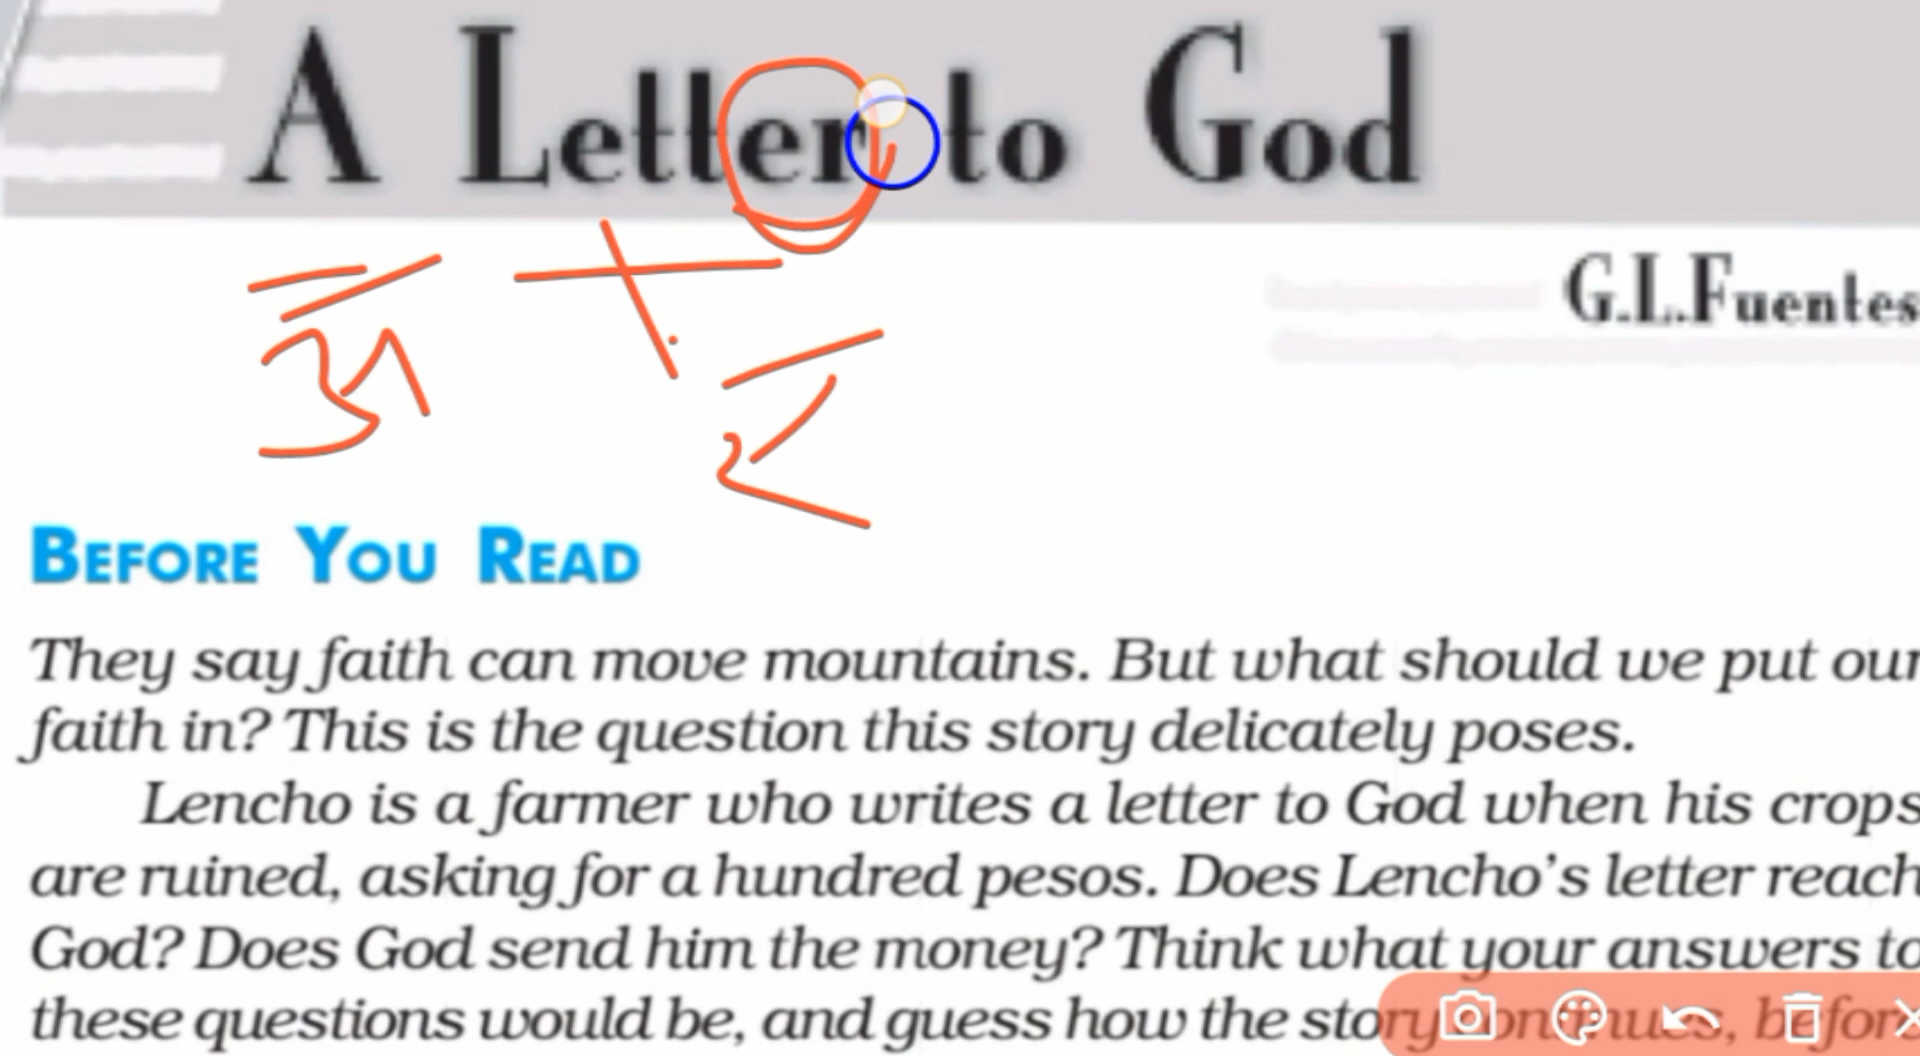 A Letter to God
G.L.Fuentes
अ + र
BEFORE YOU READ
They say faith can move mountains. But what should we put our
faith in? This is the question this story delicately poses.
Lencho is a farmer who writes a letter to God when his crops
are ruined, asking for a hundred pesos. Does Lencho’s letter reach
God? Does God send him the money? Think what your answers to
these questions would be, and guess how the story continues, before